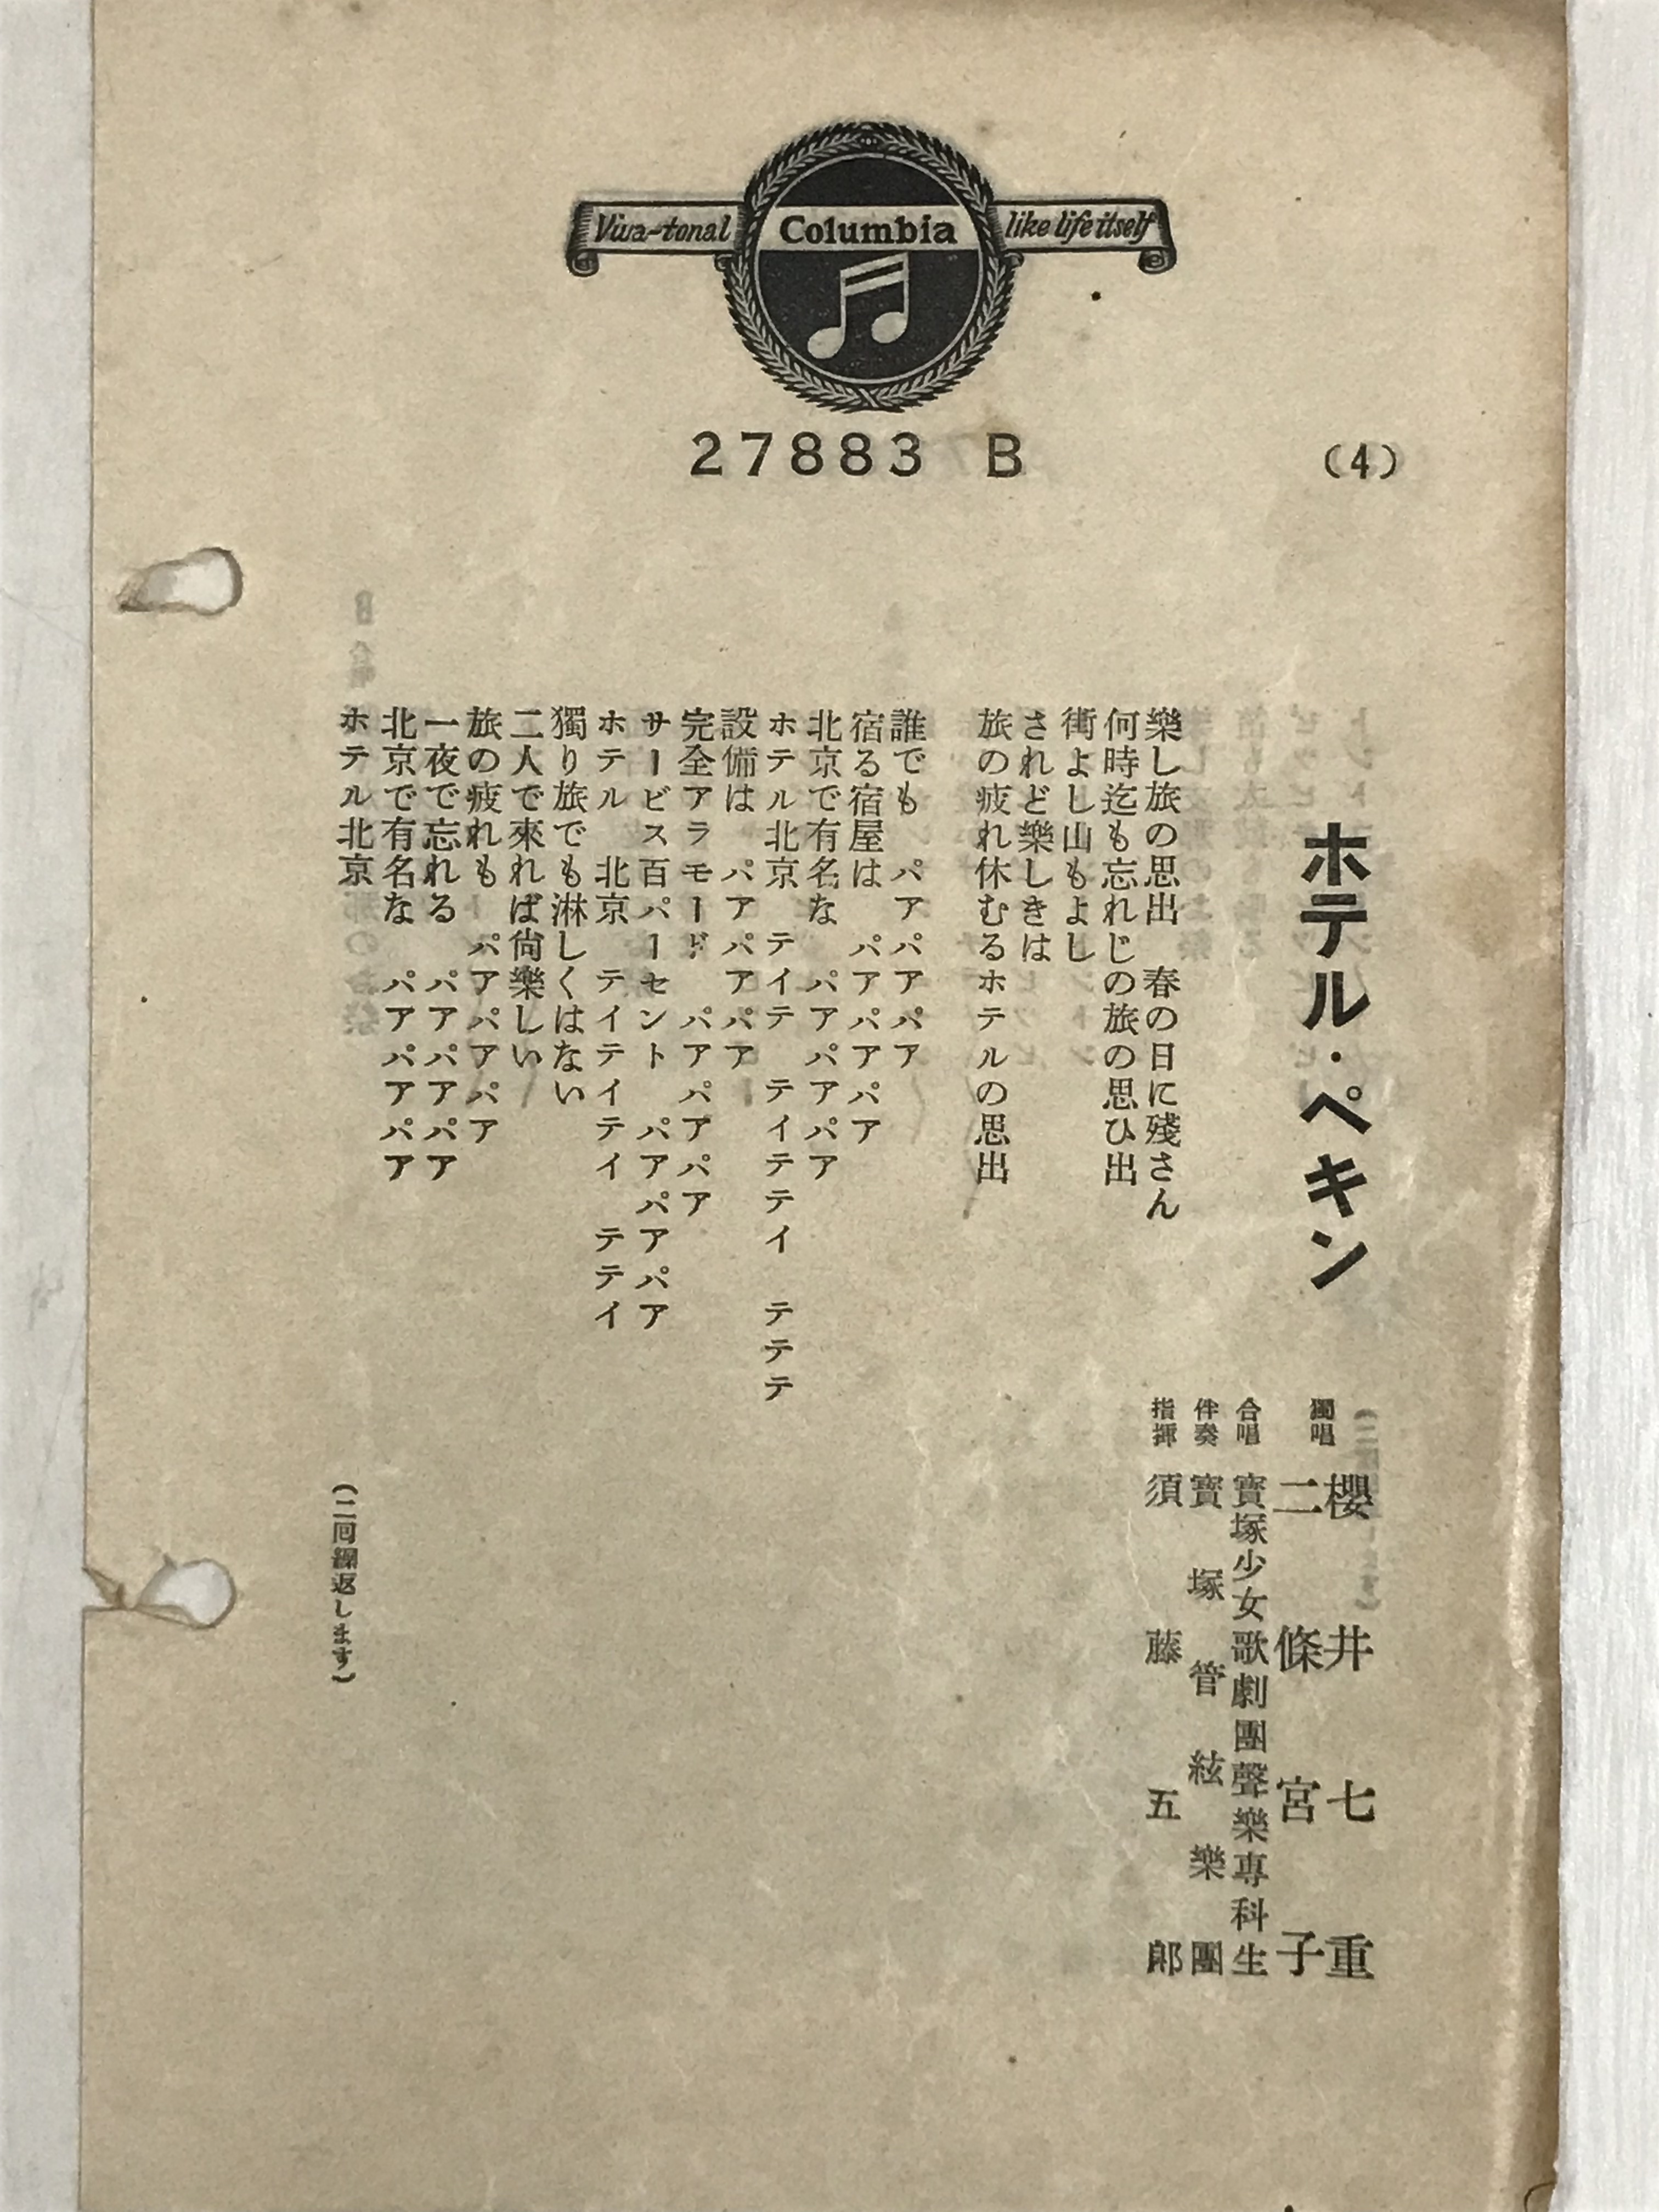 Viva-tonal Columbia like life itself
27883 B
(4)
ホテル・ペキン
獨唱 櫻井七重
二條宮子
合唱 寶塚少女歌劇團聲樂専科生
伴奏 寶塚管絃樂團
指揮 須藤五郎
樂し旅の思出 春の日に殘さん
何時迄も忘れじの旅の思ひ出
街よし山もよし
されど樂しきは
旅の疲れ休むるホテルの思出
誰でも パアパアパア
宿る宿屋は パアパアパア
北京で有名な パアパアパア
ホテル北京 テイテ テイテテイ テテテ
設備は パアパアパア
完全アラモード パアパアパア
サービス百パーセント パアパアパア
ホテル 北京 テイテイテイ テテイ
獨り旅でも淋しくはない
二人で來れば尚樂しい
旅の疲れも パアパアパア
一夜で忘れる パアパアパア
北京で有名な パアパアパア
ホテル北京
(二回繰返します)